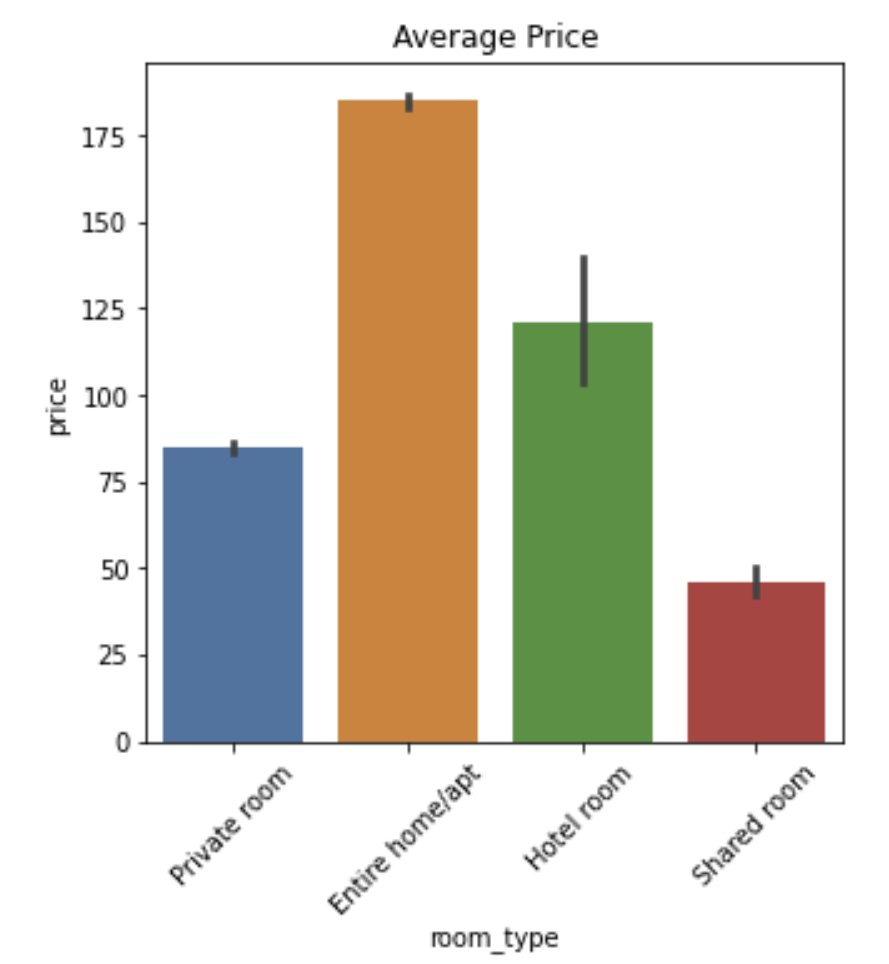 Average Price
price
175
150
125
100
75
50
25
0
Private room
Entire home/apt
Hotel room
Shared room
room_type